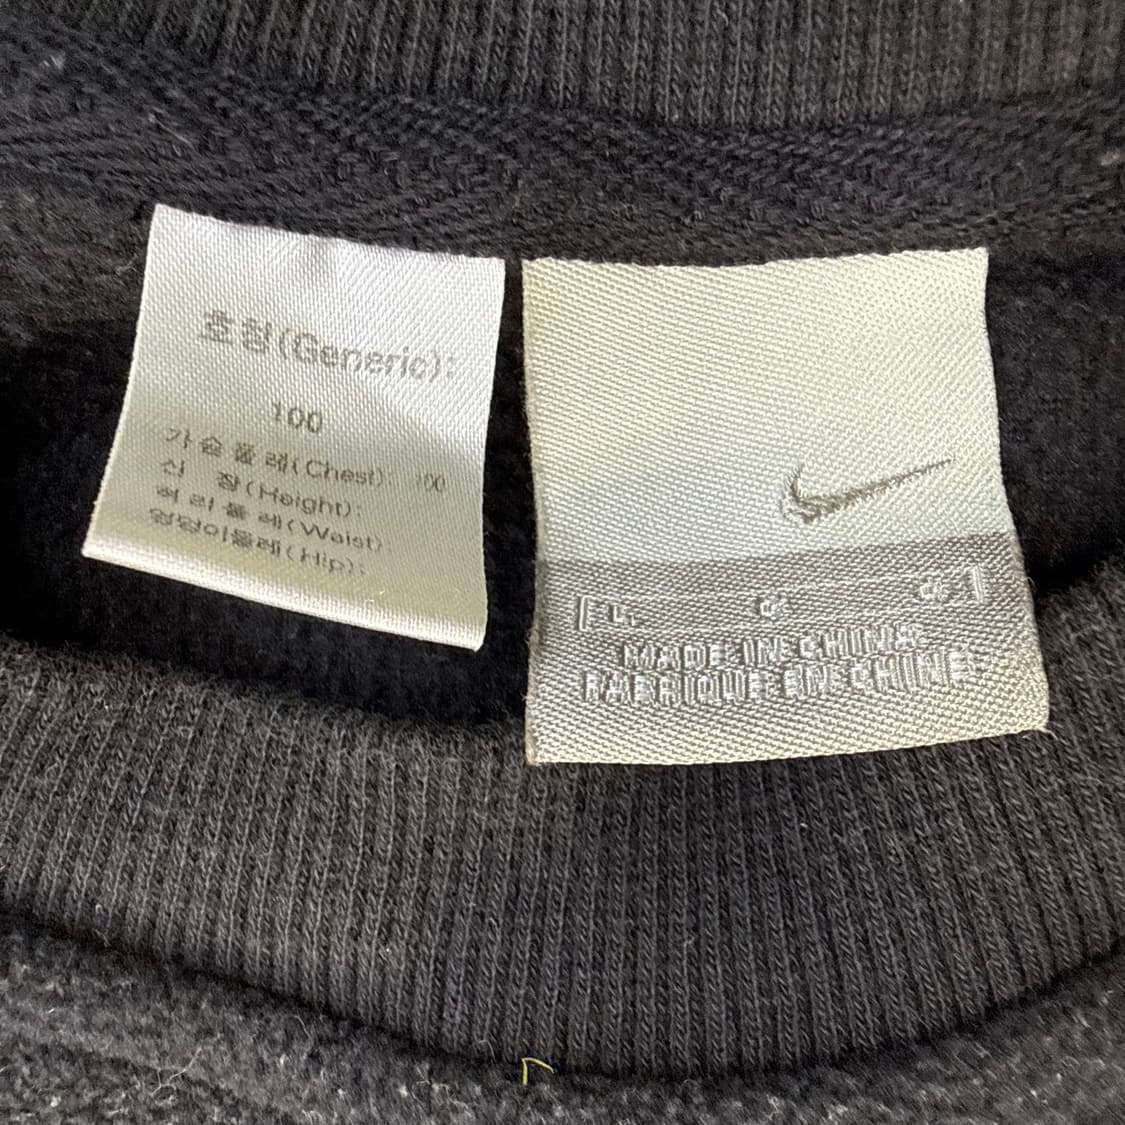 호칭(Generic):
100
가슴둘레(Chest): 100
신 장(Height):
허리둘레(Waist):
엉덩이둘레(Hip):
MADE IN CHINA
FABRIQUE EN CHINE